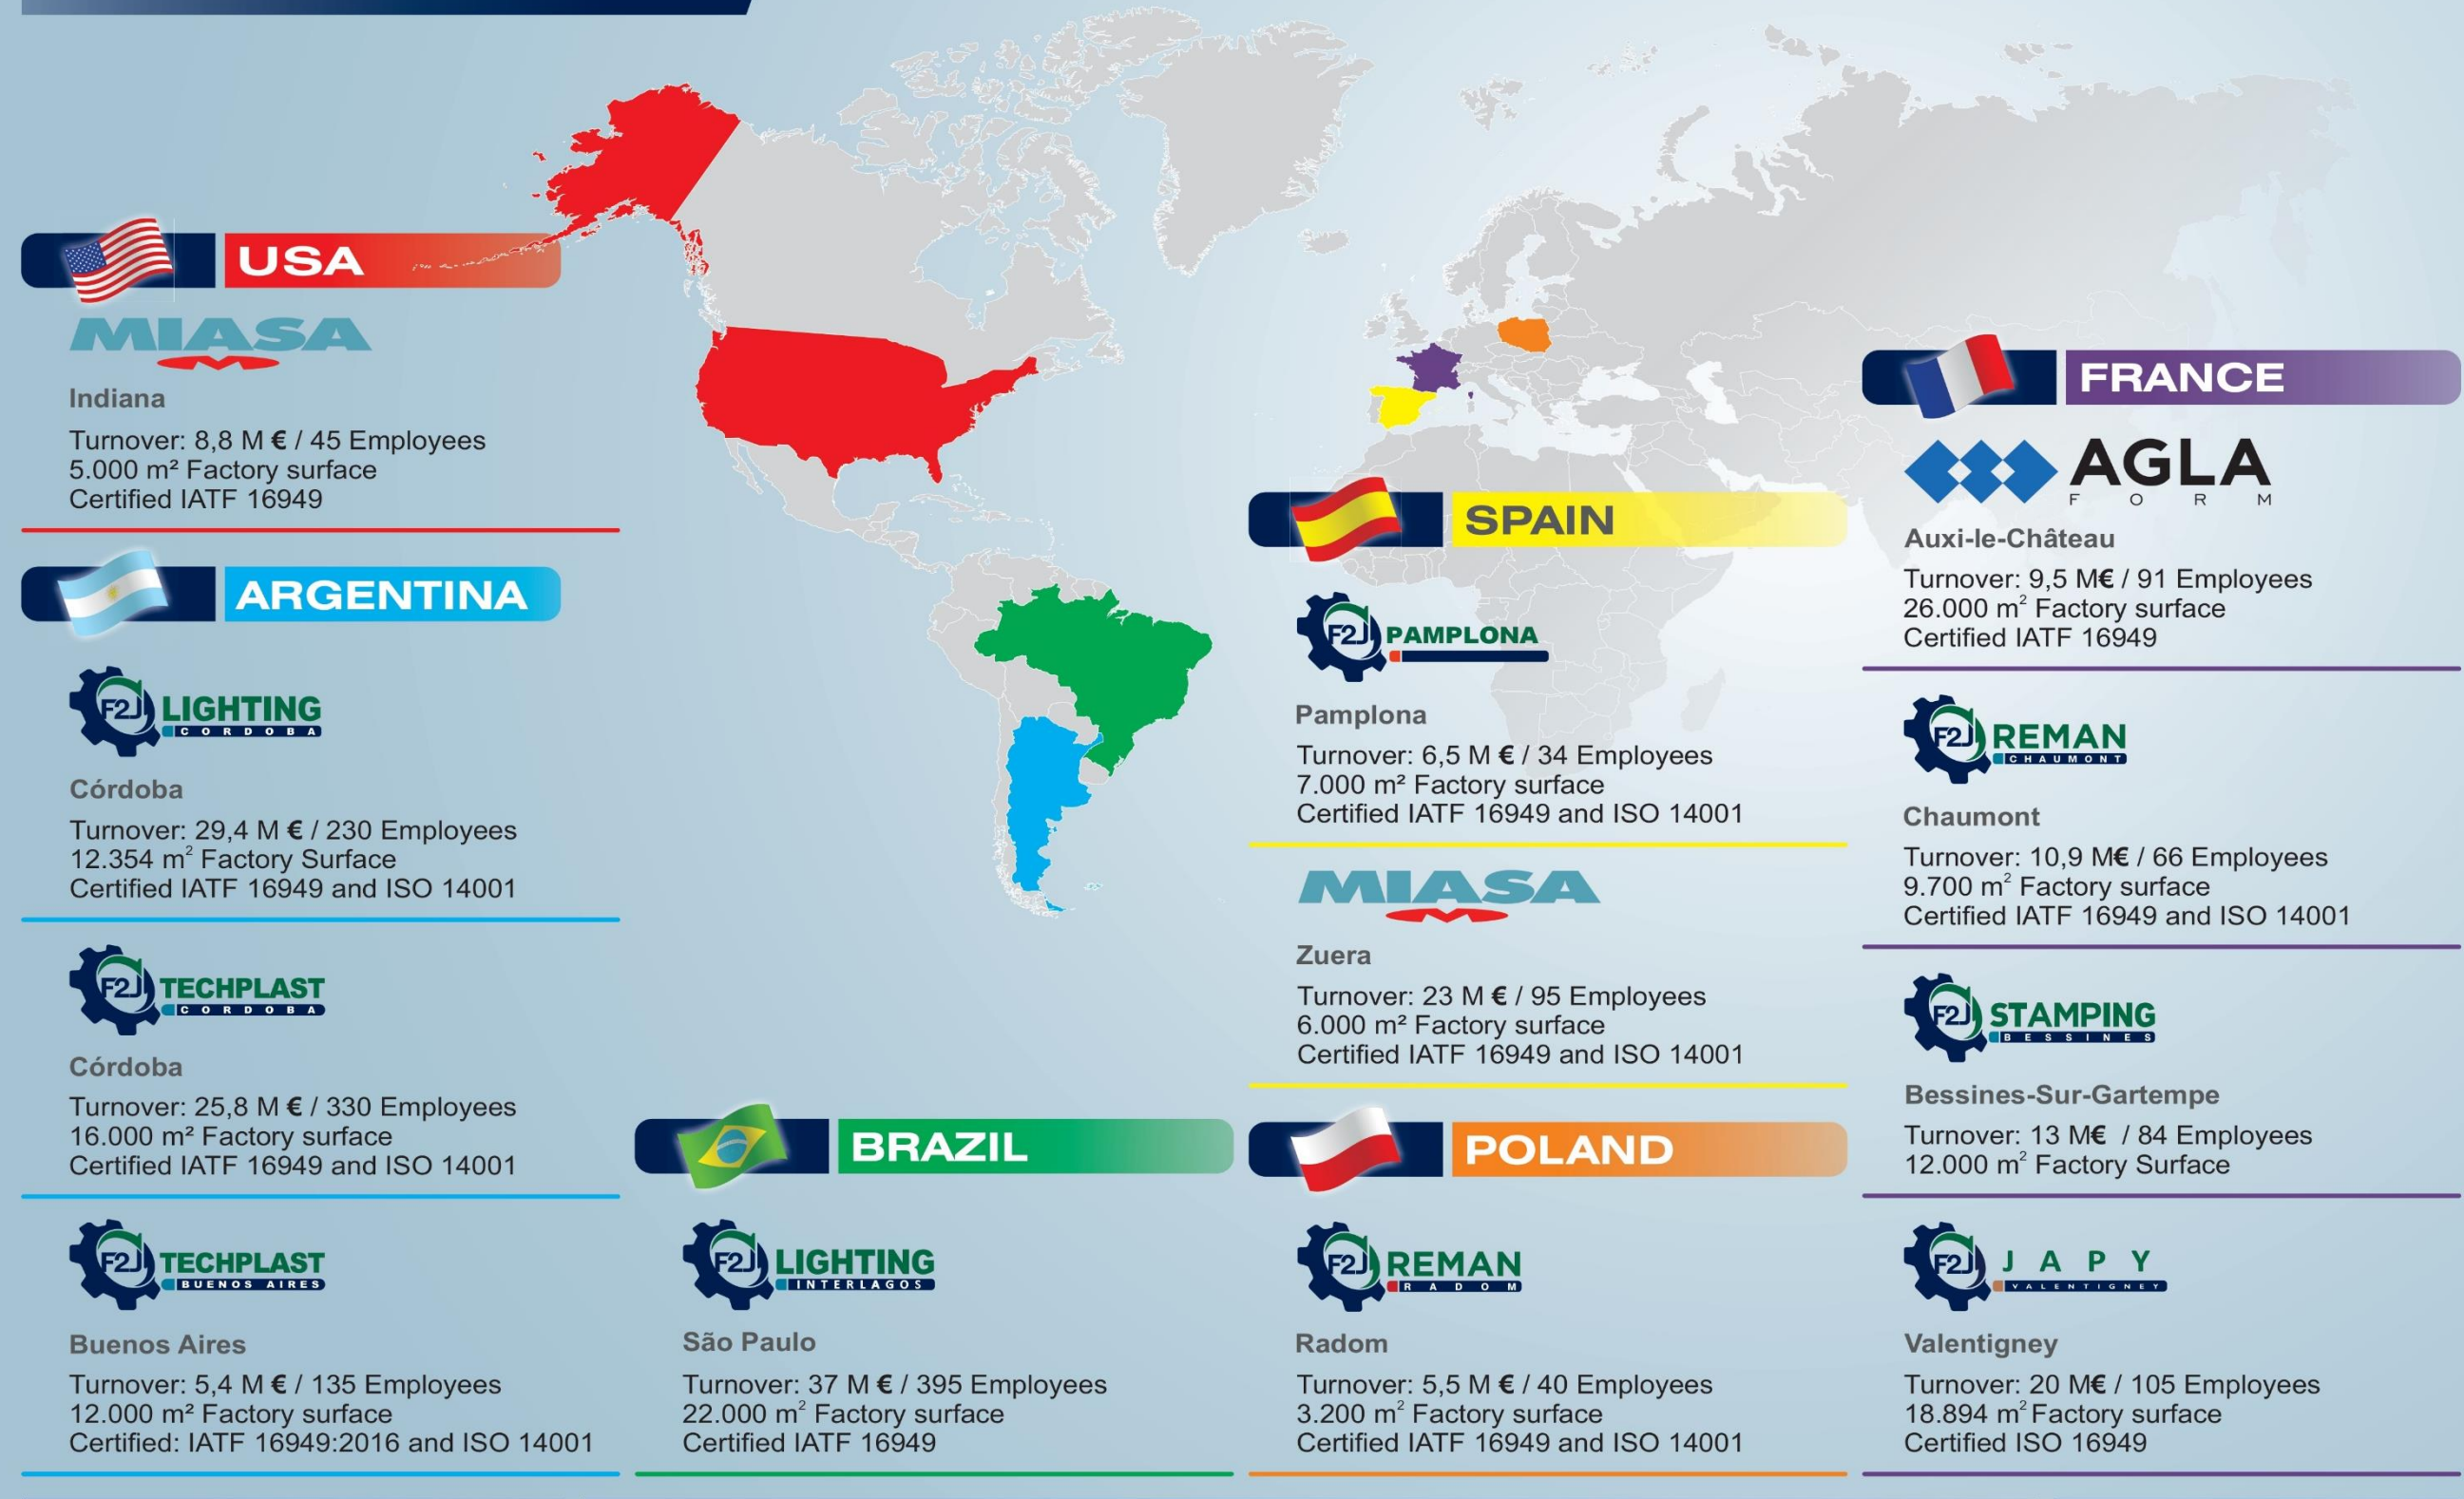 USA
MIASA
Indiana
Turnover: 8,8 M € / 45 Employees
5.000 m² Factory surface
Certified IATF 16949
ARGENTINA
F2J LIGHTING
CORDOBA
Córdoba
Turnover: 29,4 M € / 230 Employees
12.354 m² Factory Surface
Certified IATF 16949 and ISO 14001
F2J TECHPLAST
CORDOBA
Córdoba
Turnover: 25,8 M € / 330 Employees
16.000 m² Factory surface
Certified IATF 16949 and ISO 14001
F2J TECHPLAST
BUENOS AIRES
Buenos Aires
Turnover: 5,4 M € / 135 Employees
12.000 m² Factory surface
Certified: IATF 16949:2016 and ISO 14001
BRAZIL
F2J LIGHTING
INTERLAGOS
São Paulo
Turnover: 37 M € / 395 Employees
22.000 m² Factory surface
Certified IATF 16949
SPAIN
F2J PAMPLONA
Pamplona
Turnover: 6,5 M € / 34 Employees
7.000 m² Factory surface
Certified IATF 16949 and ISO 14001
MIASA
Zuera
Turnover: 23 M € / 95 Employees
6.000 m² Factory surface
Certified IATF 16949 and ISO 14001
POLAND
F2J REMAN
RADOM
Radom
Turnover: 5,5 M € / 40 Employees
3.200 m² Factory surface
Certified IATF 16949 and ISO 14001
FRANCE
AGLA
FORM
Auxi-le-Château
Turnover: 9,5 M€ / 91 Employees
26.000 m² Factory surface
Certified IATF 16949
F2J REMAN
CHAUMONT
Chaumont
Turnover: 10,9 M€ / 66 Employees
9.700 m² Factory surface
Certified IATF 16949 and ISO 14001
F2J STAMPING
BESSINES
Bessines-Sur-Gartempe
Turnover: 13 M€ / 84 Employees
12.000 m² Factory Surface
F2J JAPY
VALENTIGNEY
Valentigney
Turnover: 20 M€ / 105 Employees
18.894 m² Factory surface
Certified ISO 16949